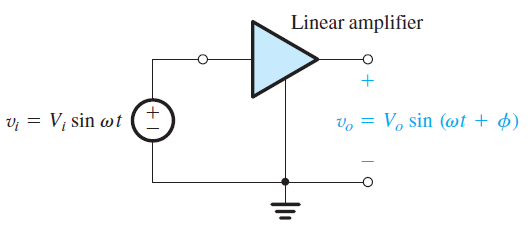 Linear amplifier
+
vᵢ = Vᵢ sin ωt
+
−
vₒ = Vₒ sin (ωt + ϕ)
−